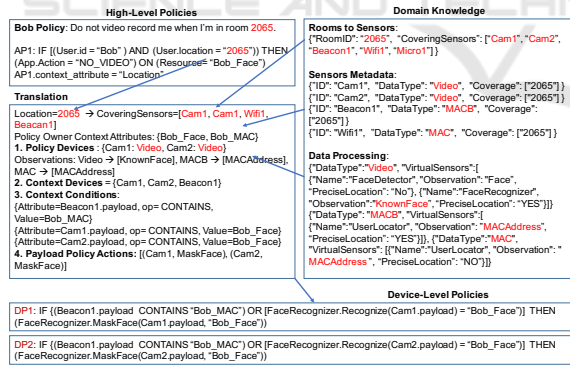 High-Level Policies
Bob Policy: Do not video record me when I'm in room 2065.
AP1: IF [(User.id = "Bob" ) AND (User.location = "2065")) THEN
(App.Action = "NO_VIDEO") ON (Resource= "Bob_Face")
AP1.context_attribute = "Location"
Translation
Location=2065 → CoveringSensors=[Cam1, Cam1, Wifi1,
Beacan1]
Policy Owner Context Attributes: {Bob_Face, Bob_MAC}
1. Policy Devices : {Cam1: Video, Cam2: Video}
Observations: Video → [KnownFace], MACB → [MACAddress],
MAC → [MACAddress]
2. Context Devices = {Cam1, Cam2, Beacon1}
3. Context Conditions:
{Attribute=Beacon1.payload, op= CONTAINS,
Value=Bob_MAC}
{Attribute=Cam1.payload, op= CONTAINS, Value=Bob_Face}
{Attribute=Cam2.payload, op= CONTAINS, Value=Bob_Face}
4. Payload Policy Actions: [(Cam1, MaskFace), (Cam2,
MaskFace)]
Domain Knowledge
Rooms to Sensors:
{"RoomID": "2065", "CoveringSensors": ["Cam1", "Cam2",
"Beacon1", "Wifi1", "Micro1"] }
Sensors Metadata:
{"ID": "Cam1", "DataType": "Video", "Coverage": ["2065"] }
{"ID": "Cam2", "DataType": "Video", "Coverage": ["2065"] }
{"ID": "Beacon1", "DataType": "MACB", "Coverage":
["2065"] }
{"ID": "Wifi1", "DataType": "MAC", "Coverage": ["2065"] }
Data Processing:
{"DataType":"Video", "VirtualSensors":[
{"Name":"FaceDetector", "Observation": "Face",
"PreciseLocation": "No"}, {"Name":"FaceRecognizer",
"Observation":"KnownFace", "PreciseLocation": "YES"}]}
{"DataType": "MACB", "VirtualSensors":[
{"Name":"UserLocator", "Observation": "MACAddress",
"PreciseLocation": "YES"}]}, {"DataType":"MAC",
"VirtualSensors": [{"Name":"UserLocator", "Observation": "
MACAddress", "PreciseLocation": "NO"}]}
Device-Level Policies
DP1: IF {(Beacon1.payload CONTAINS "Bob_MAC") OR [FaceRecognizer.Recognize(Cam1.payload) = "Bob_Face")] THEN
(FaceRecognizer.MaskFace(Cam1.payload, "Bob_Face"))
DP2: IF {(Beacon1.payload CONTAINS "Bob_MAC") OR [FaceRecognizer.Recognize(Cam2.payload) = "Bob_Face")] THEN
(FaceRecognizer.MaskFace(Cam2.payload, "Bob_Face"))